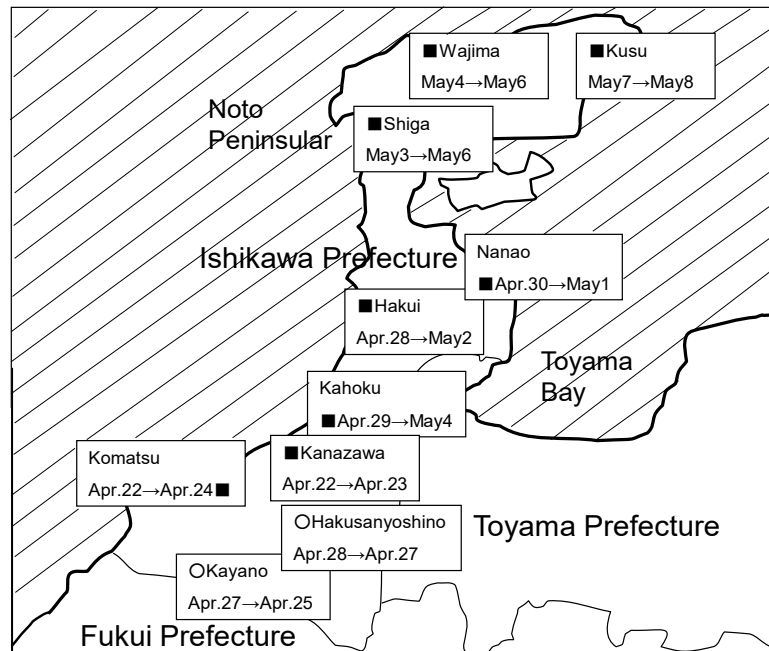 ■Wajima
May4→May6
■Kusu
May7→May8
Noto
Peninsular
■Shiga
May3→May6
Ishikawa Prefecture
Nanao
■Apr.30→May1
■Hakui
Apr.28→May2
Toyama
Bay
Kahoku
■Apr.29→May4
Komatsu
Apr.22→Apr.24■
■Kanazawa
Apr.22→Apr.23
○Hakusanyoshino
Apr.28→Apr.27
Toyama Prefecture
○Kayano
Apr.27→Apr.25
Fukui Prefecture